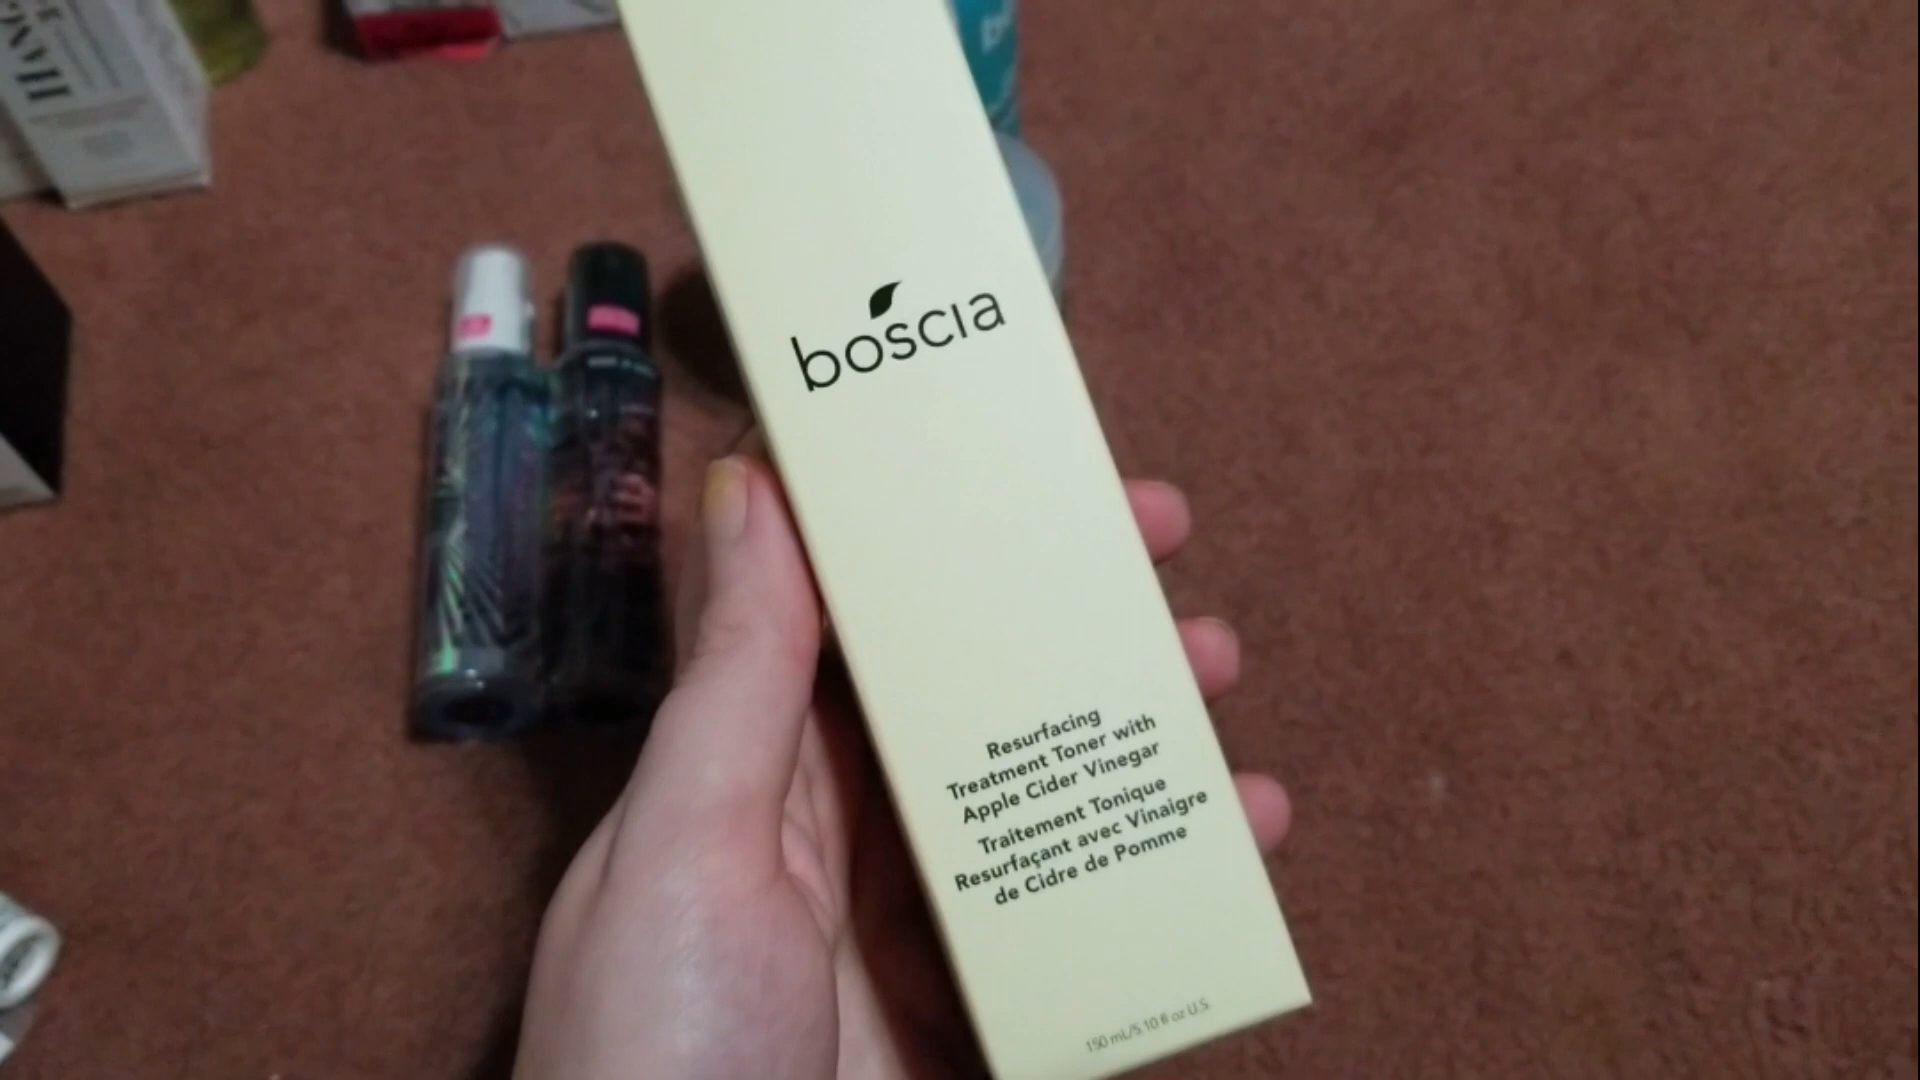 boscia
Resurfacing
Treatment Toner with
Apple Cider Vinegar
Traitement Tonique
Resurfaçant avec Vinaigre
de Cidre de Pomme
150 mL/5.10 fl oz U.S.